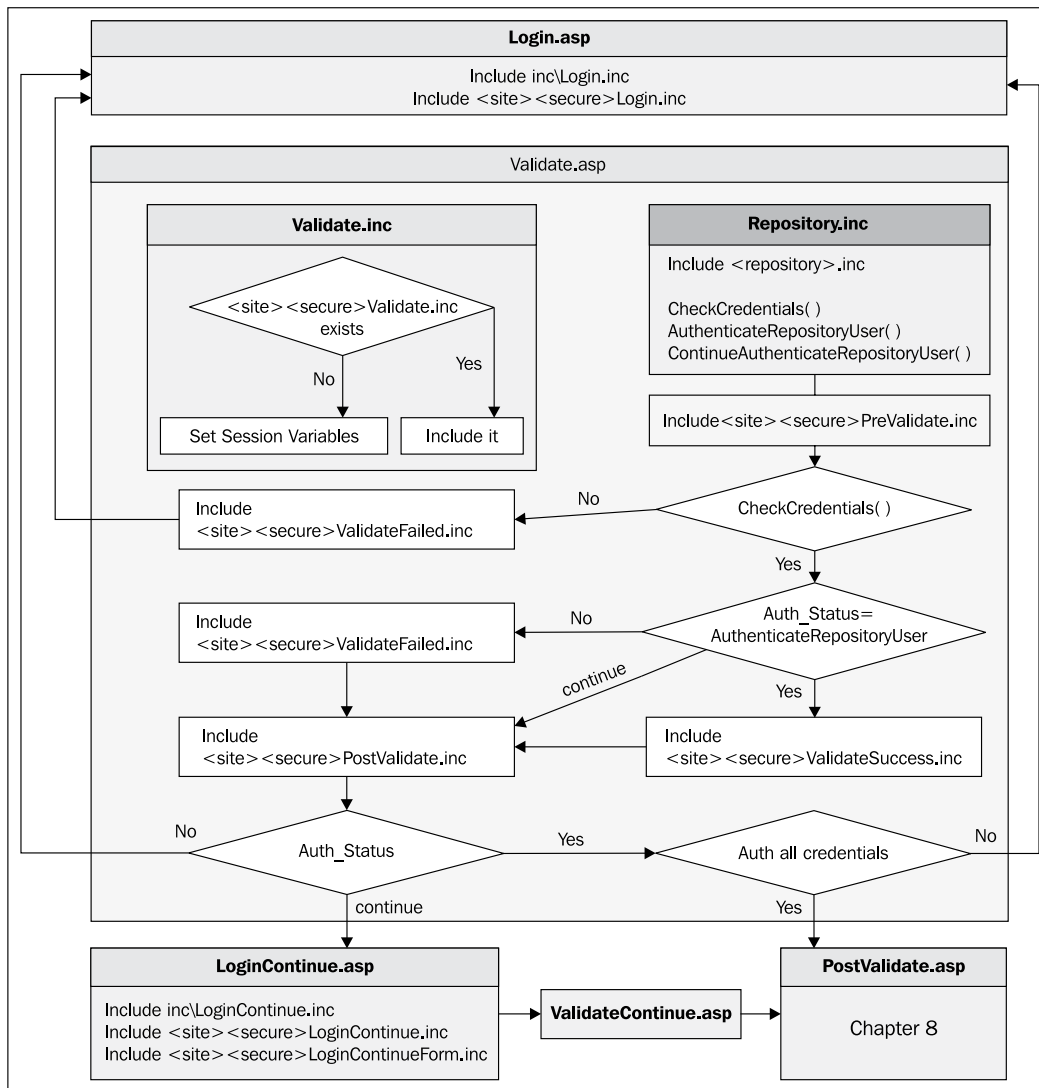 Login.asp
Include inc\Login.inc
Include <site><secure>Login.inc
Validate.asp
Validate.inc
<site><secure>Validate.inc
exists
No
Yes
Set Session Variables
Include it
Repository.inc
Include <repository>.inc
CheckCredentials( )
AuthenticateRepositoryUser( )
ContinueAuthenticateRepositoryUser( )
Include<site><secure>PreValidate.inc
CheckCredentials( )
No
Include
<site><secure>ValidateFailed.inc
Yes
Auth_Status=
AuthenticateRepositoryUser
No
Include
<site><secure>ValidateFailed.inc
continue
Yes
Include
<site><secure>PostValidate.inc
Include
<site><secure>ValidateSuccess.inc
No
Auth_Status
Yes
Auth all credentials
No
continue
Yes
LoginContinue.asp
Include inc\LoginContinue.inc
Include <site><secure>LoginContinue.inc
Include <site><secure>LoginContinueForm.inc
ValidateContinue.asp
PostValidate.asp
Chapter 8